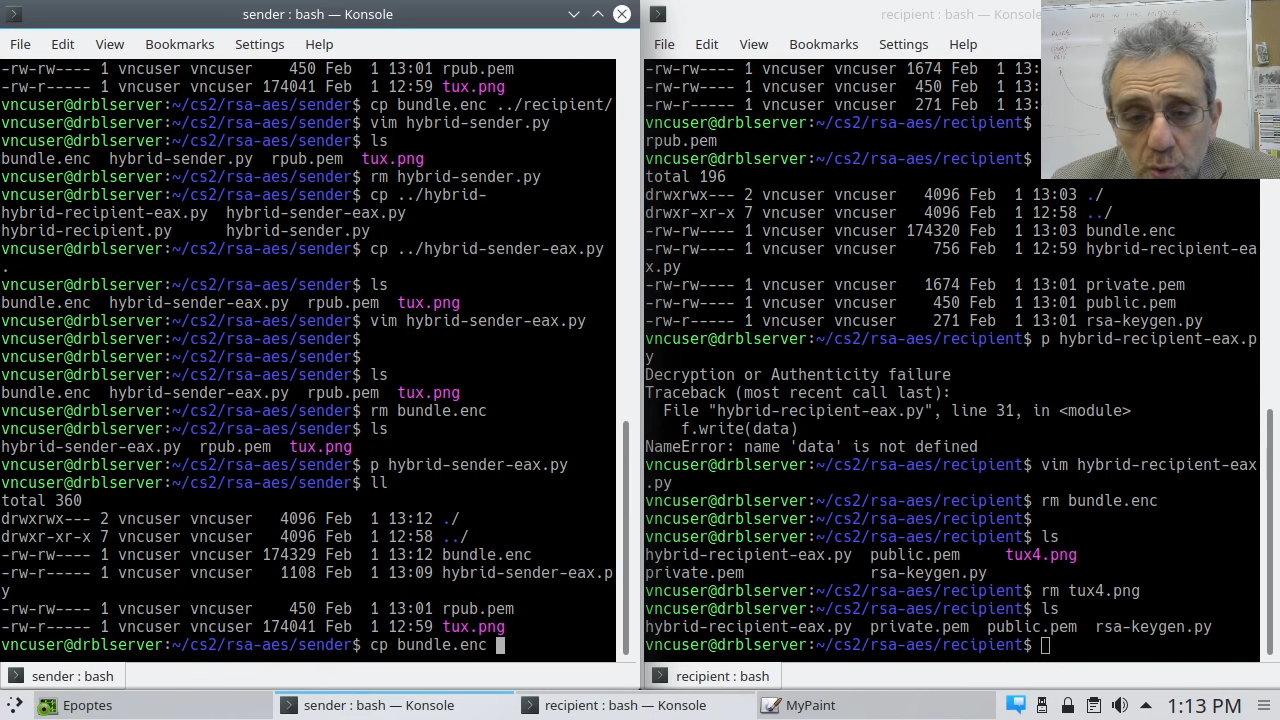 sender : bash — Konsole
File Edit View Bookmarks Settings Help
-rw-rw---- 1 vncuser vncuser    450 Feb  1 13:01 rpub.pem
-rw-r----- 1 vncuser vncuser 174041 Feb  1 12:59 tux.png
vncuser@drblserver:~/cs2/rsa-aes/sender$ cp bundle.enc ../recipient/
vncuser@drblserver:~/cs2/rsa-aes/sender$ vim hybrid-sender.py
vncuser@drblserver:~/cs2/rsa-aes/sender$ ls
bundle.enc  hybrid-sender.py  rpub.pem  tux.png
vncuser@drblserver:~/cs2/rsa-aes/sender$ rm hybrid-sender.py
vncuser@drblserver:~/cs2/rsa-aes/sender$ cp ../hybrid-
hybrid-recipient-eax.py  hybrid-sender-eax.py
hybrid-recipient.py      hybrid-sender.py
vncuser@drblserver:~/cs2/rsa-aes/sender$ cp ../hybrid-sender-eax.py
.
vncuser@drblserver:~/cs2/rsa-aes/sender$ ls
bundle.enc  hybrid-sender-eax.py  rpub.pem  tux.png
vncuser@drblserver:~/cs2/rsa-aes/sender$ vim hybrid-sender-eax.py
vncuser@drblserver:~/cs2/rsa-aes/sender$
vncuser@drblserver:~/cs2/rsa-aes/sender$
vncuser@drblserver:~/cs2/rsa-aes/sender$ ls
bundle.enc  hybrid-sender-eax.py  rpub.pem  tux.png
vncuser@drblserver:~/cs2/rsa-aes/sender$ rm bundle.enc
vncuser@drblserver:~/cs2/rsa-aes/sender$ ls
hybrid-sender-eax.py  rpub.pem  tux.png
vncuser@drblserver:~/cs2/rsa-aes/sender$ p hybrid-sender-eax.py
vncuser@drblserver:~/cs2/rsa-aes/sender$ ll
total 360
drwxrwx--- 2 vncuser vncuser   4096 Feb  1 13:12 ./
drwxr-xr-x 7 vncuser vncuser   4096 Feb  1 12:58 ../
-rw-rw---- 1 vncuser vncuser 174329 Feb  1 13:12 bundle.enc
-rw-r----- 1 vncuser vncuser   1108 Feb  1 13:09 hybrid-sender-eax.p
y
-rw-rw---- 1 vncuser vncuser    450 Feb  1 13:01 rpub.pem
-rw-r----- 1 vncuser vncuser 174041 Feb  1 12:59 tux.png
vncuser@drblserver:~/cs2/rsa-aes/sender$ cp bundle.enc
sender : bash
recipient : bash — Konsole
File Edit View Bookmarks Settings Help
-rw-rw---- 1 vncuser vncuser   1674 Feb  1 13:
-rw-rw---- 1 vncuser vncuser    450 Feb  1 13:
-rw-r----- 1 vncuser vncuser    271 Feb  1 13:
vncuser@drblserver:~/cs2/rsa-aes/recipient$
rpub.pem
vncuser@drblserver:~/cs2/rsa-aes/recipient$
total 196
drwxrwx--- 2 vncuser vncuser   4096 Feb  1 13:03 ./
drwxr-xr-x 7 vncuser vncuser   4096 Feb  1 12:58 ../
-rw-rw---- 1 vncuser vncuser 174320 Feb  1 13:03 bundle.enc
-rw-r----- 1 vncuser vncuser    756 Feb  1 12:59 hybrid-recipient-ea
x.py
-rw-rw---- 1 vncuser vncuser   1674 Feb  1 13:01 private.pem
-rw-rw---- 1 vncuser vncuser    450 Feb  1 13:01 public.pem
-rw-r----- 1 vncuser vncuser    271 Feb  1 13:01 rsa-keygen.py
vncuser@drblserver:~/cs2/rsa-aes/recipient$ p hybrid-recipient-eax.p
y
Decryption or Authenticity failure
Traceback (most recent call last):
  File "hybrid-recipient-eax.py", line 31, in <module>
    f.write(data)
NameError: name 'data' is not defined
vncuser@drblserver:~/cs2/rsa-aes/recipient$ vim hybrid-recipient-eax
.py
vncuser@drblserver:~/cs2/rsa-aes/recipient$ rm bundle.enc
vncuser@drblserver:~/cs2/rsa-aes/recipient$
vncuser@drblserver:~/cs2/rsa-aes/recipient$ ls
hybrid-recipient-eax.py  public.pem     tux4.png
private.pem              rsa-keygen.py
vncuser@drblserver:~/cs2/rsa-aes/recipient$ rm tux4.png
vncuser@drblserver:~/cs2/rsa-aes/recipient$ ls
hybrid-recipient-eax.py  private.pem  public.pem  rsa-keygen.py
vncuser@drblserver:~/cs2/rsa-aes/recipient$
recipient : bash
Epoptes
sender : bash — Konsole
recipient : bash — Konsole
MyPaint
1:13 PM